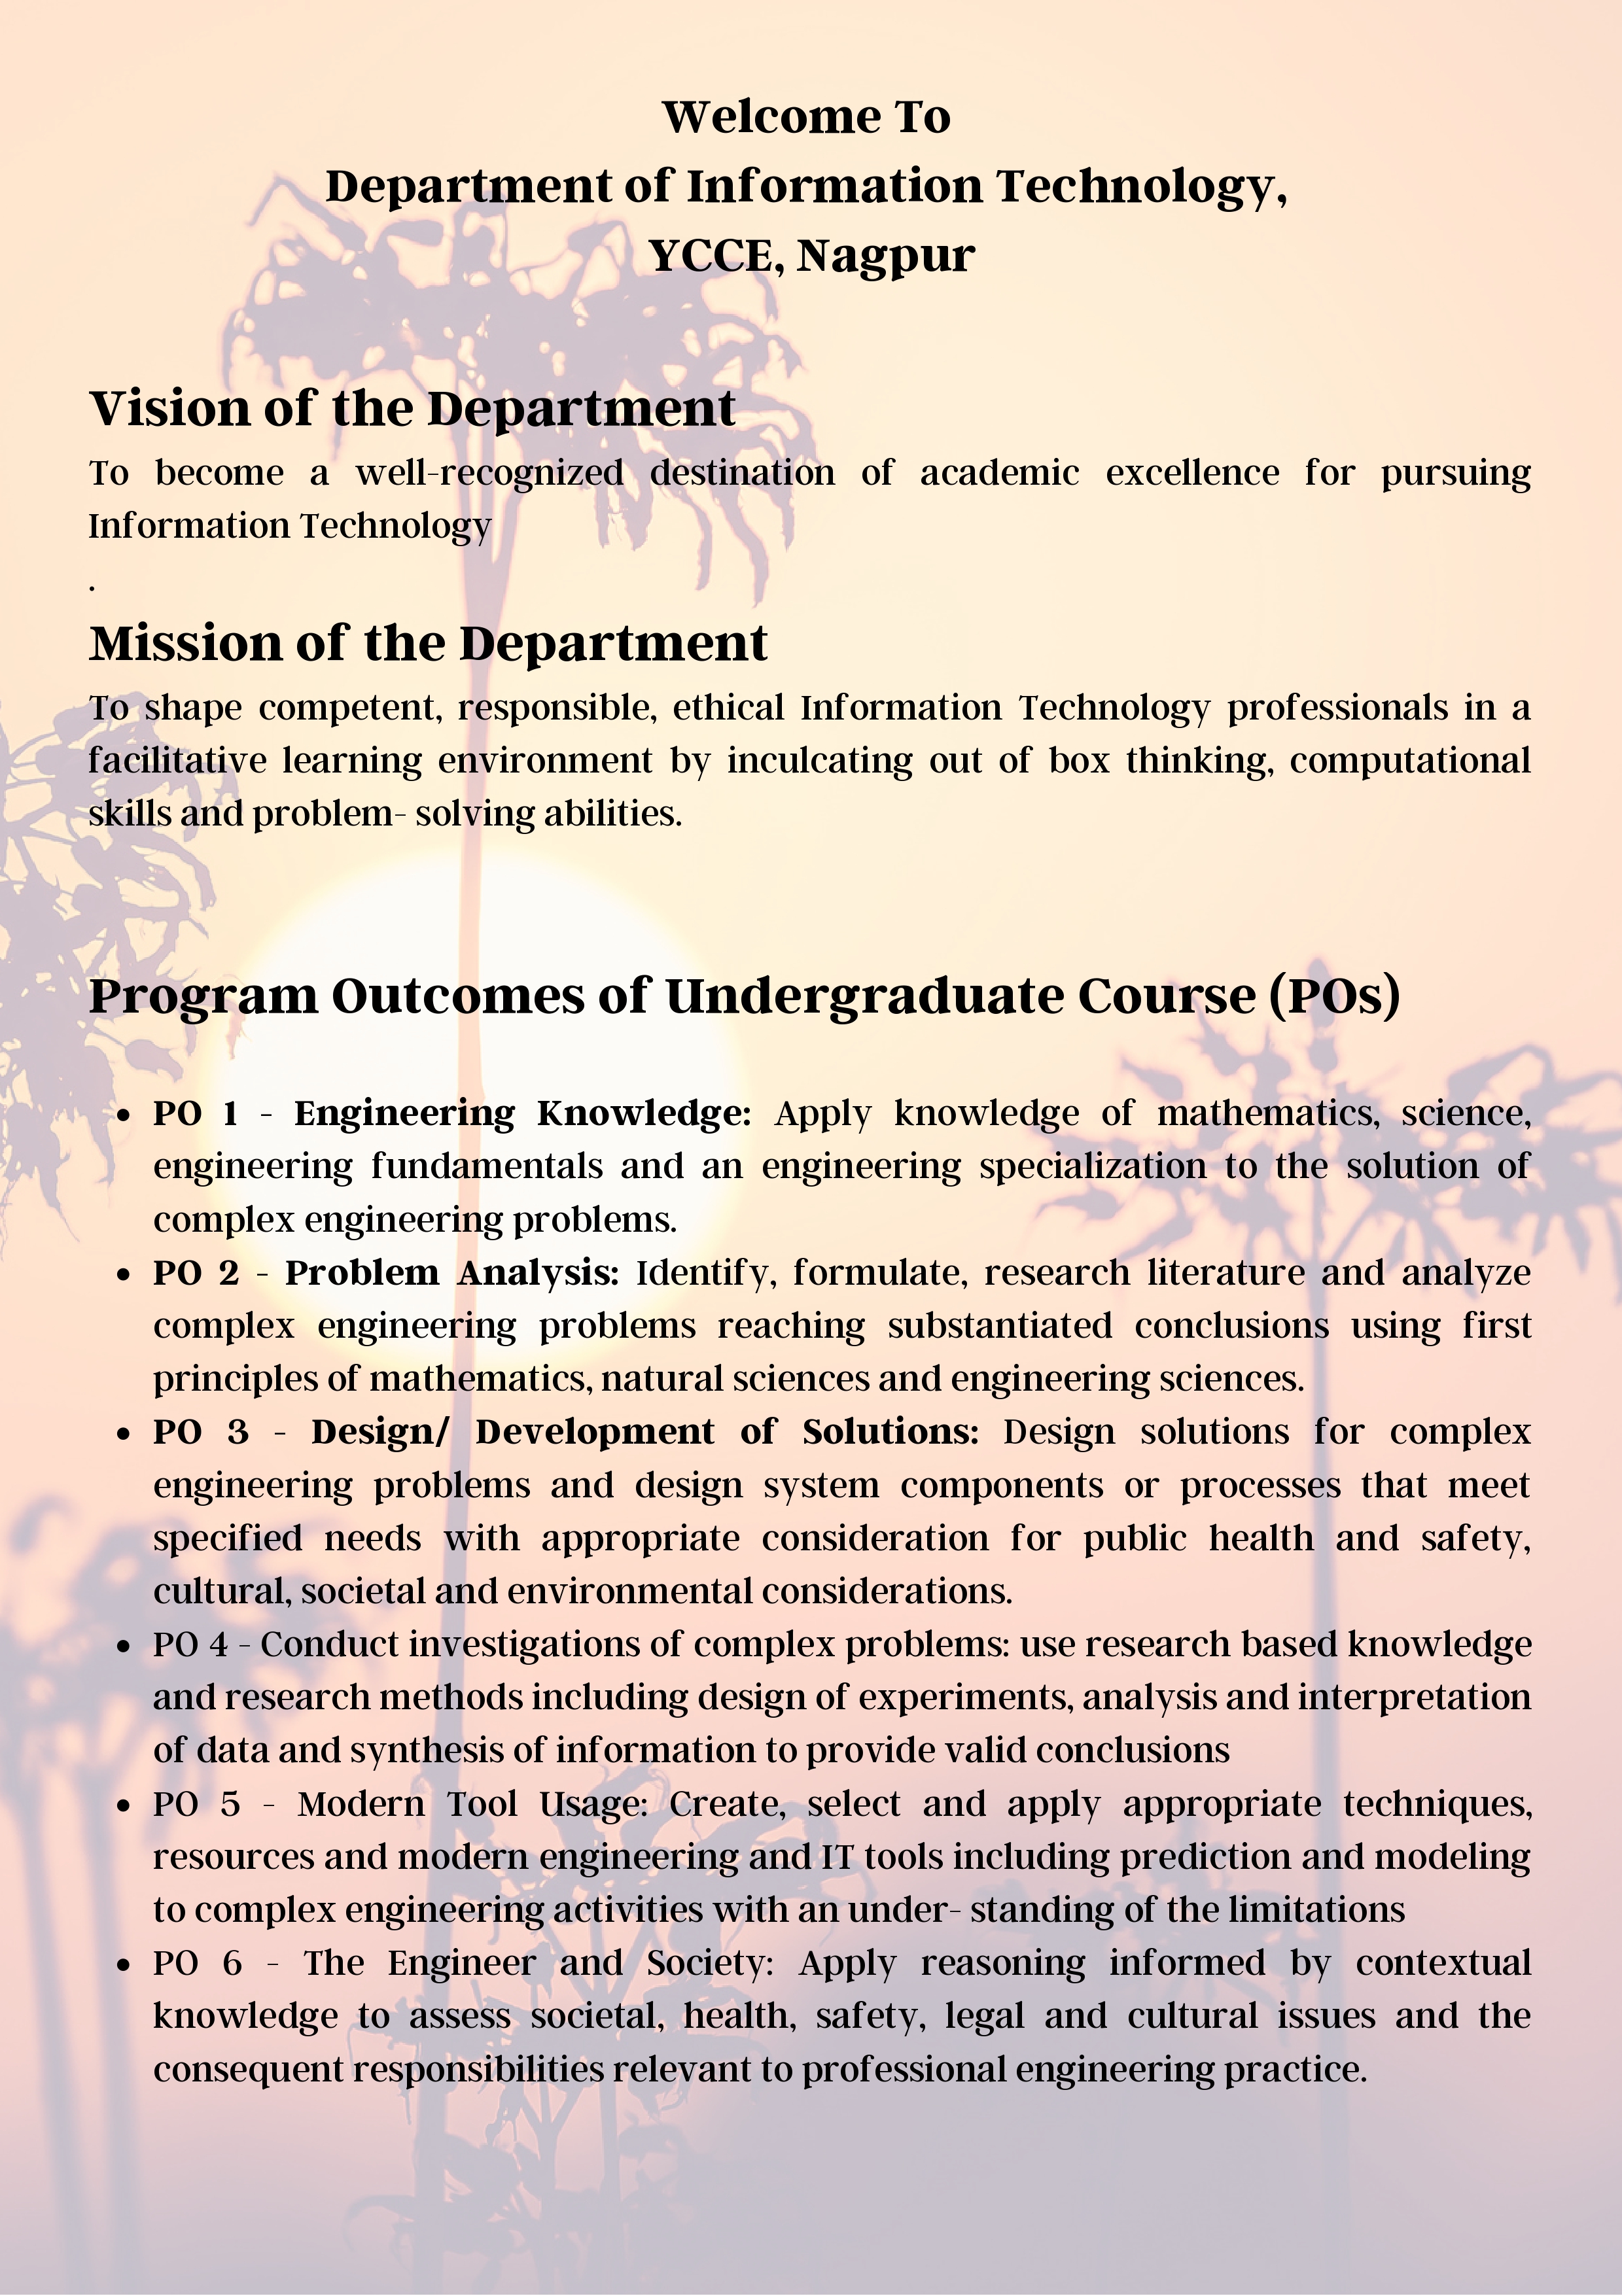 Welcome To
Department of Information Technology,
YCCE, Nagpur
Vision of the Department
To become a well-recognized destination of academic excellence for pursuing
Information Technology
.
Mission of the Department
To shape competent, responsible, ethical Information Technology professionals in a
facilitative learning environment by inculcating out of box thinking, computational
skills and problem- solving abilities.
Program Outcomes of Undergraduate Course (POs)
• PO 1 - Engineering Knowledge: Apply knowledge of mathematics, science,
engineering fundamentals and an engineering specialization to the solution of
complex engineering problems.
• PO 2 - Problem Analysis: Identify, formulate, research literature and analyze
complex engineering problems reaching substantiated conclusions using first
principles of mathematics, natural sciences and engineering sciences.
• PO 3 - Design/ Development of Solutions: Design solutions for complex
engineering problems and design system components or processes that meet
specified needs with appropriate consideration for public health and safety,
cultural, societal and environmental considerations.
• PO 4 - Conduct investigations of complex problems: use research based knowledge
and research methods including design of experiments, analysis and interpretation
of data and synthesis of information to provide valid conclusions
• PO 5 - Modern Tool Usage: Create, select and apply appropriate techniques,
resources and modern engineering and IT tools including prediction and modeling
to complex engineering activities with an under- standing of the limitations
• PO 6 - The Engineer and Society: Apply reasoning informed by contextual
knowledge to assess societal, health, safety, legal and cultural issues and the
consequent responsibilities relevant to professional engineering practice.